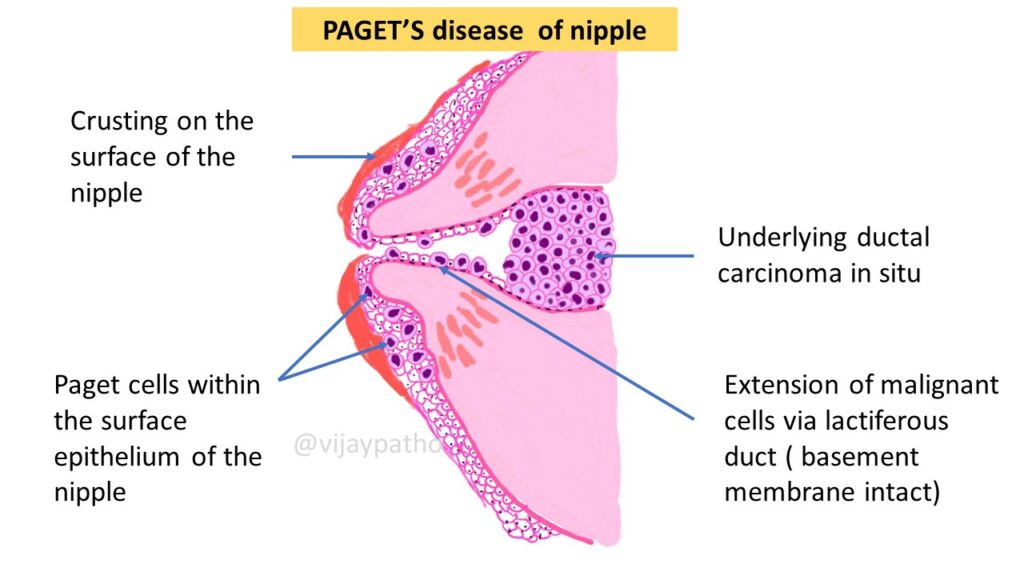 PAGET'S disease of nipple
Crusting on the
surface of the
nipple
Underlying ductal
carcinoma in situ
Paget cells within
the surface
epithelium of the
nipple
Extension of malignant
cells via lactiferous
duct ( basement
membrane intact)
@vijaypatho